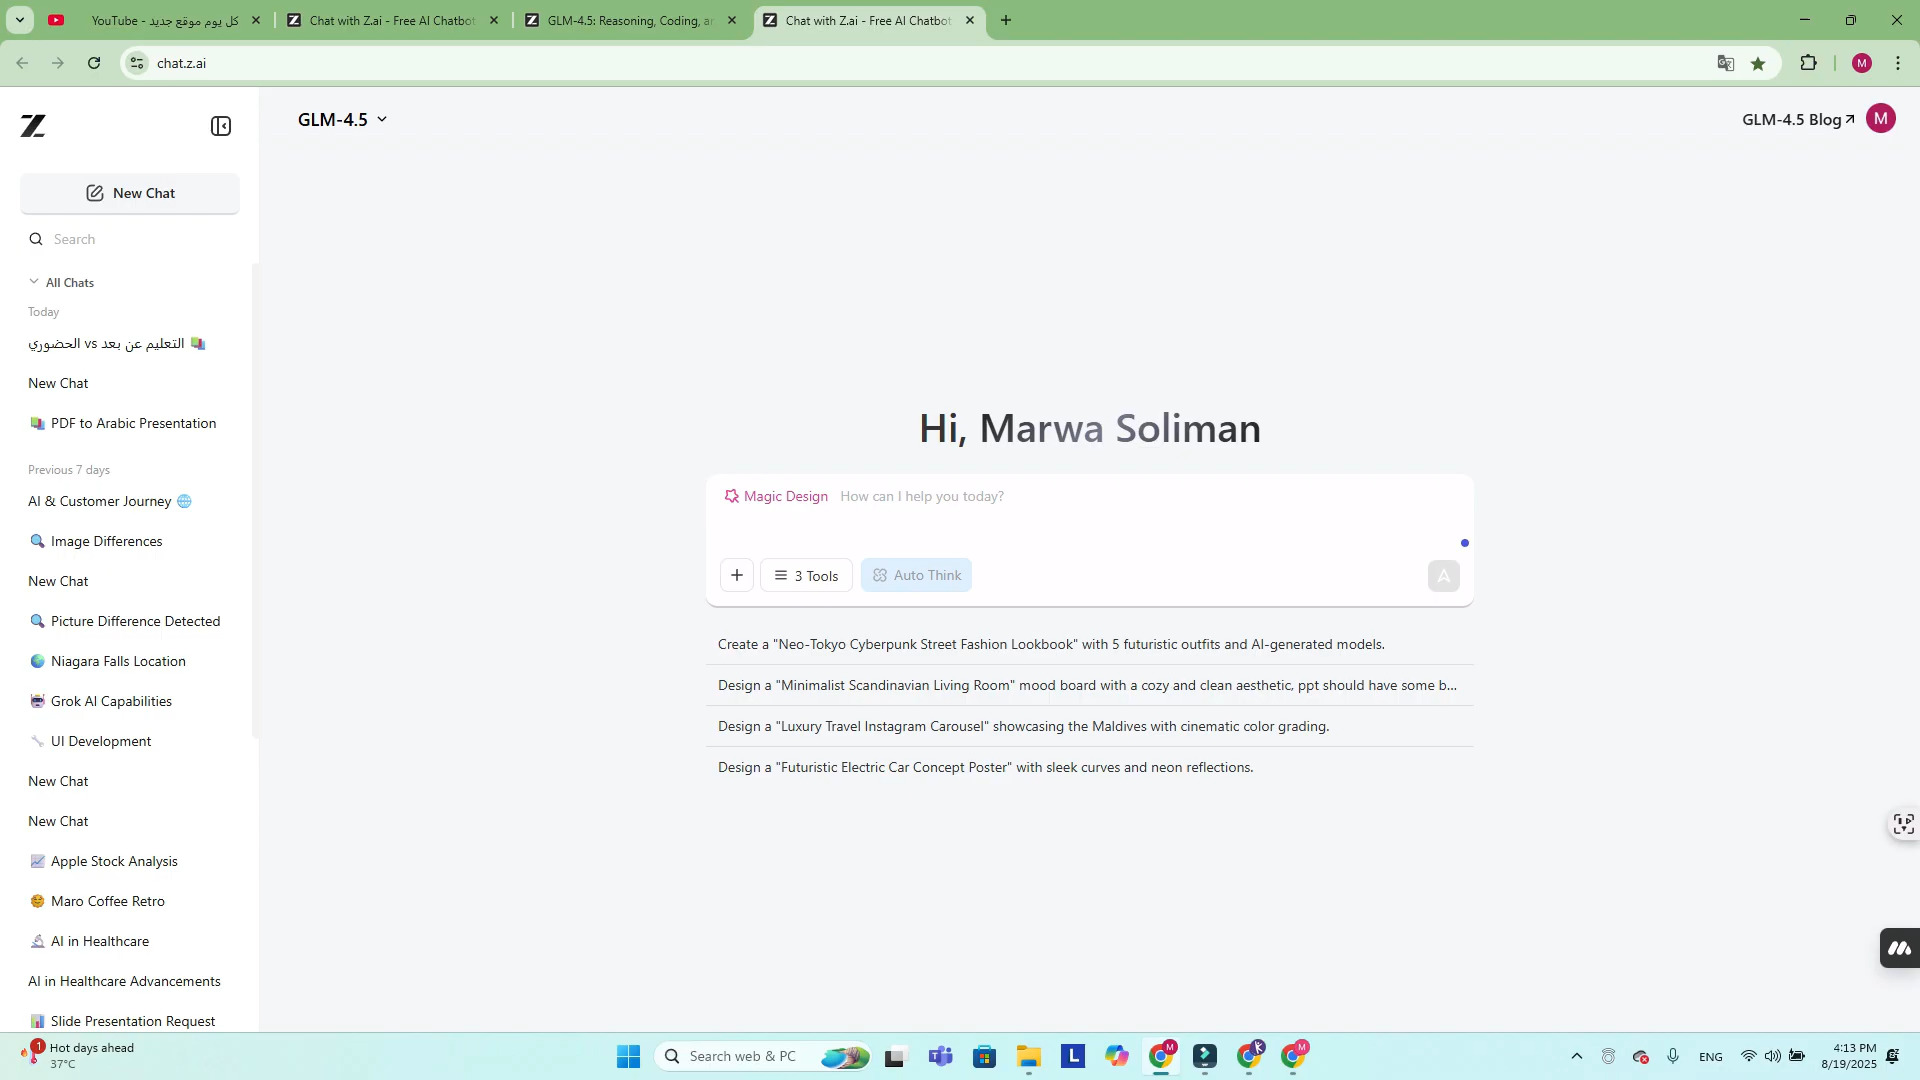 كل يوم موقع جديد - YouTube
Chat with Z.ai - Free AI Chatbot
GLM-4.5: Reasoning, Coding, an
Chat with Z.ai - Free AI Chatbot
chat.z.ai
M
GLM-4.5
GLM-4.5 Blog
M
New Chat
Search
All Chats
Today
التعليم عن بعد vs الحضوري
New Chat
PDF to Arabic Presentation
Previous 7 days
AI & Customer Journey
Image Differences
New Chat
Picture Difference Detected
Niagara Falls Location
Grok AI Capabilities
UI Development
New Chat
New Chat
Apple Stock Analysis
Maro Coffee Retro
AI in Healthcare
AI in Healthcare Advancements
Slide Presentation Request
Hi, Marwa Soliman
Magic Design How can I help you today?
3 Tools
Auto Think
Create a "Neo-Tokyo Cyberpunk Street Fashion Lookbook" with 5 futuristic outfits and AI-generated models.
Design a "Minimalist Scandinavian Living Room" mood board with a cozy and clean aesthetic, ppt should have some b...
Design a "Luxury Travel Instagram Carousel" showcasing the Maldives with cinematic color grading.
Design a "Futuristic Electric Car Concept Poster" with sleek curves and neon reflections.
1
Hot days ahead
37°C
Search web & PC
L
M
K
M
ENG
4:13 PM
8/19/2025